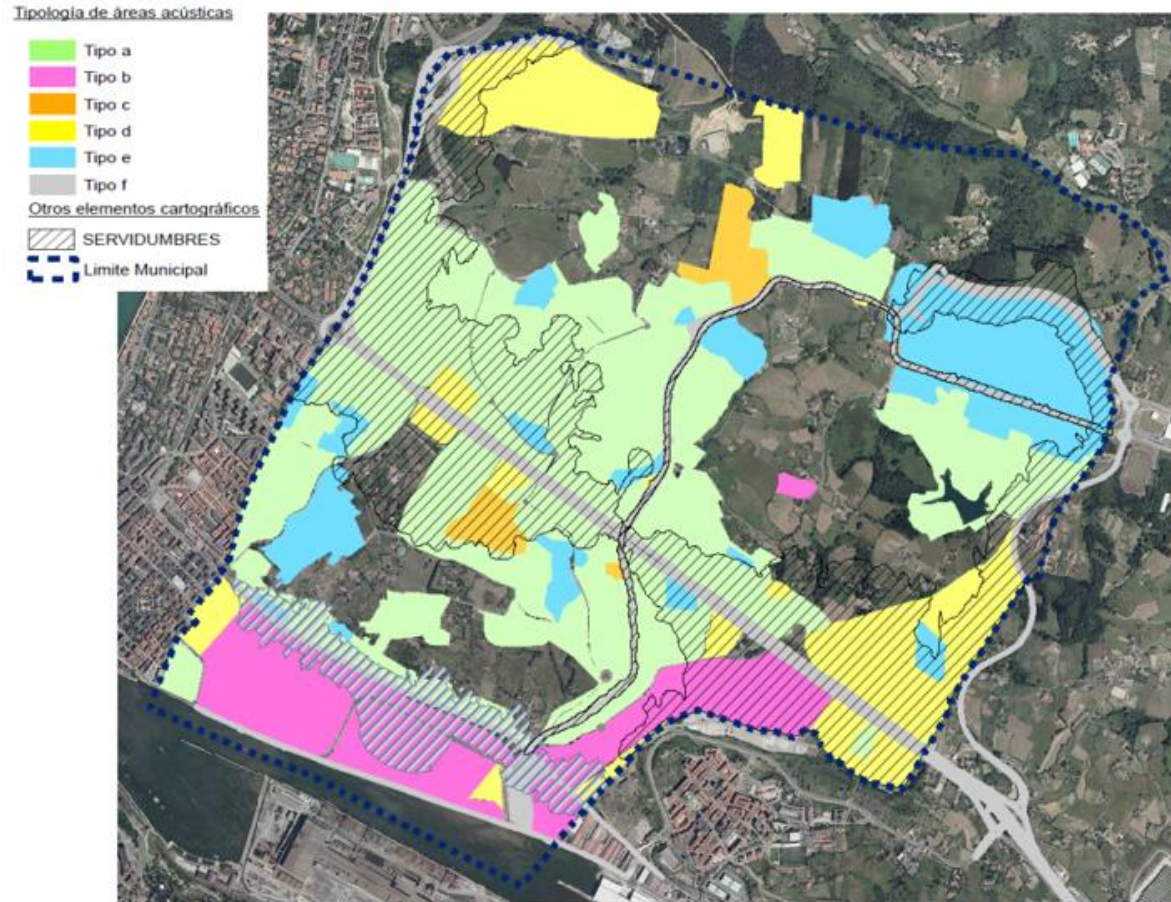 Tipología de áreas acústicas
Tipo a
Tipo b
Tipo c
Tipo d
Tipo e
Tipo f
Otros elementos cartográficos
SERVIDUMBRES
Limite Municipal